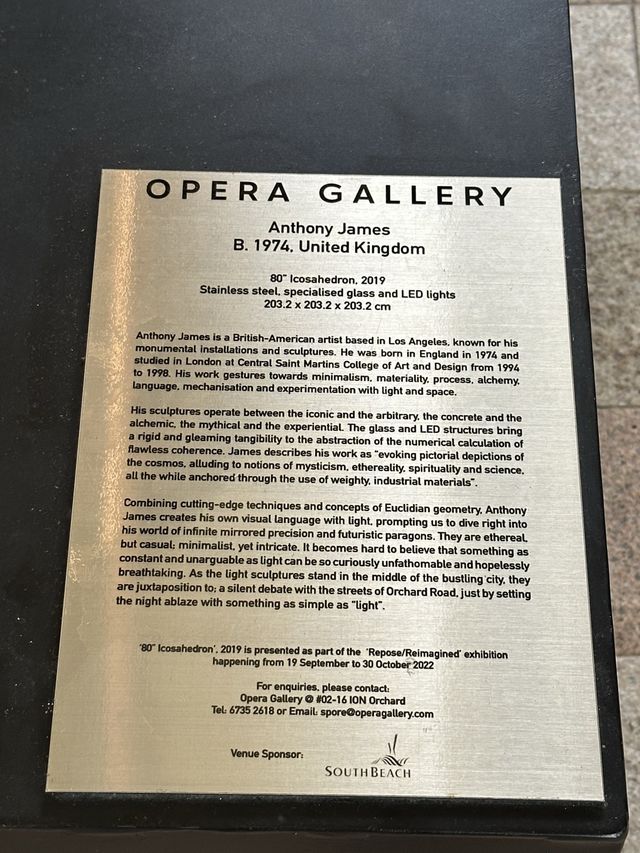 OPERA GALLERY
Anthony James
B. 1974, United Kingdom
80” Icosahedron, 2019
Stainless steel, specialised glass and LED lights
203.2 x 203.2 x 203.2 cm
Anthony James is a British-American artist based in Los Angeles, known for his
monumental installations and sculptures. He was born in England in 1974 and
studied in London at Central Saint Martins College of Art and Design from 1994
to 1998. His work gestures towards minimalism, materiality, process, alchemy,
language, mechanisation and experimentation with light and space.
His sculptures operate between the iconic and the arbitrary, the concrete and the
alchemic, the mythical and the experiential. The glass and LED structures bring
a rigid and gleaming tangibility to the abstraction of the numerical calculation of
flawless coherence. James describes his work as “evoking pictorial depictions of
the cosmos, alluding to notions of mysticism, ethereality, spirituality and science,
all the while anchored through the use of weighty, industrial materials”.
Combining cutting-edge techniques and concepts of Euclidian geometry, Anthony
James creates his own visual language with light, prompting us to dive right into
his world of infinite mirrored precision and futuristic paragons. They are ethereal,
but casual; minimalist, yet intricate. It becomes hard to believe that something as
constant and unarguable as light can be so curiously unfathomable and hopelessly
breathtaking. As the light sculptures stand in the middle of the bustling city, they
are juxtaposition to; a silent debate with the streets of Orchard Road, just by setting
the night ablaze with something as simple as “light”.
‘80” Icosahedron’, 2019 is presented as part of the ‘Repose/Reimagined’ exhibition
happening from 19 September to 30 October 2022
For enquiries, please contact:
Opera Gallery @ #02-16 ION Orchard
Tel: 6735 2618 or Email: spore@operagallery.com
Venue Sponsor:
SOUTH BEACH